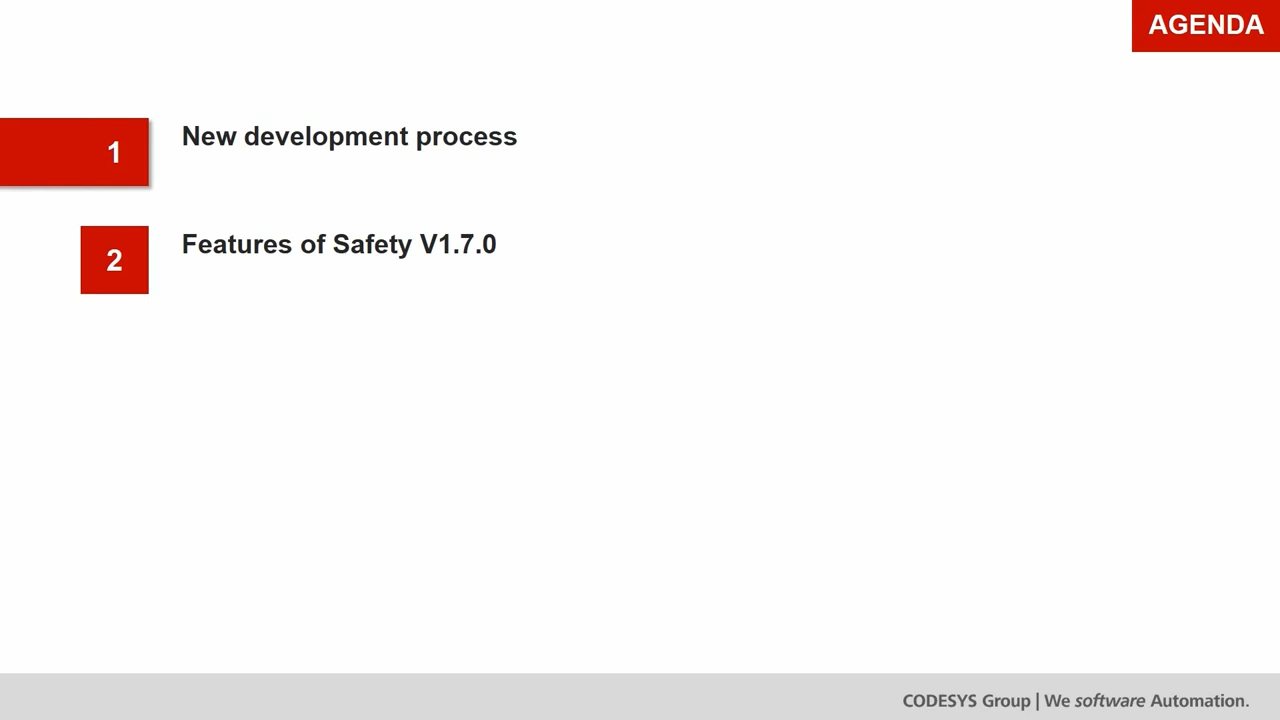 AGENDA
1 New development process
2 Features of Safety V1.7.0
CODESYS Group | We software Automation.